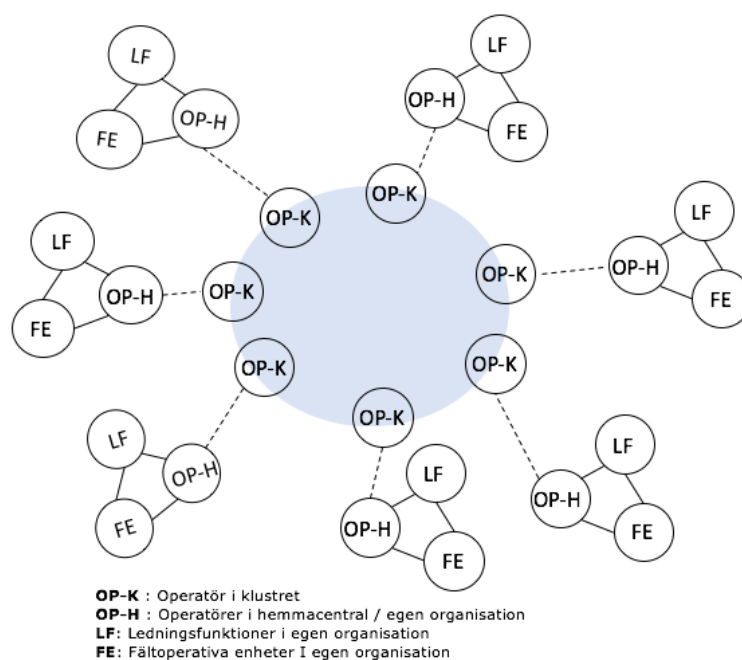 LF
OP-H
FE
LF
OP-H
FE
OP-K
OP-K
LF
OP-H
FE
OP-K
OP-K
LF
OP-H
FE
OP-K
OP-K
LF
OP-H
FE
OP-K
LF
OP-H
FE
LF
OP-H
FE
OP-K : Operatör i klustret
OP-H : Operatörer i hemmacentral / egen organisation
LF: Ledningsfunktioner i egen organisation
FE: Fältoperativa enheter I egen organisation